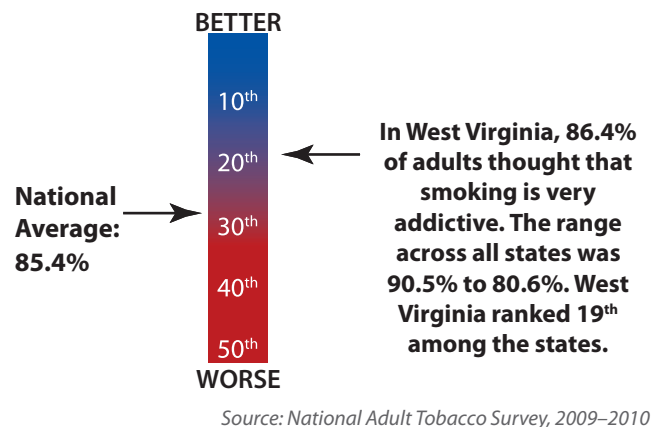 BETTER
10th
20th
30th
40th
50th
WORSE
National
Average:
85.4%
In West Virginia, 86.4%
of adults thought that
smoking is very
addictive. The range
across all states was
90.5% to 80.6%. West
Virginia ranked 19th
among the states.
Source: National Adult Tobacco Survey, 2009–2010